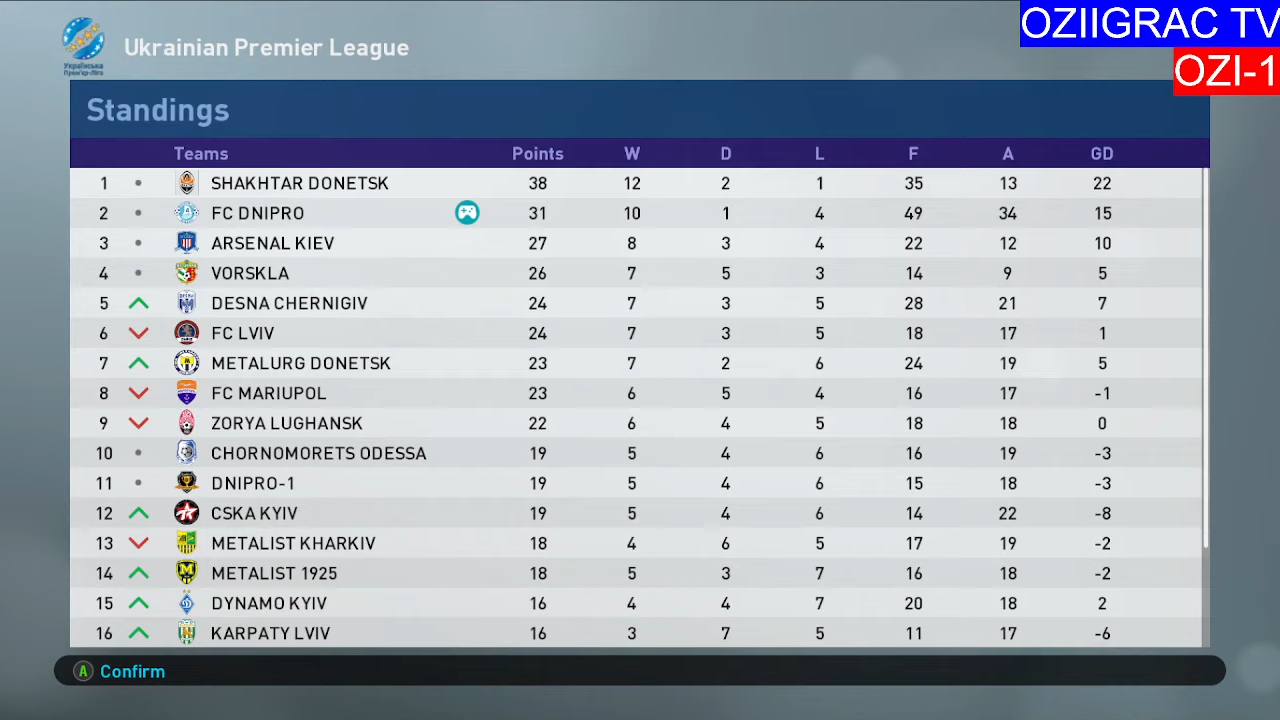 OZIIGRAC TV
OZI-1
Українська
Прем'єр-Ліга
Ukrainian Premier League
Standings
Teams Points W D L F A GD
1 SHAKHTAR DONETSK 38 12 2 1 35 13 22
2 FC DNIPRO 31 10 1 4 49 34 15
3 ARSENAL KIEV 27 8 3 4 22 12 10
4 VORSKLA 26 7 5 3 14 9 5
5 DESNA CHERNIGIV 24 7 3 5 28 21 7
6 FC LVIV 24 7 3 5 18 17 1
7 METALURG DONETSK 23 7 2 6 24 19 5
8 FC MARIUPOL 23 6 5 4 16 17 -1
9 ZORYA LUGHANSK 22 6 4 5 18 18 0
10 CHORNOMORETS ODESSA 19 5 4 6 16 19 -3
11 DNIPRO-1 19 5 4 6 15 18 -3
12 CSKA KYIV 19 5 4 6 14 22 -8
13 METALIST KHARKIV 18 4 6 5 17 19 -2
14 METALIST 1925 18 5 3 7 16 18 -2
15 DYNAMO KYIV 16 4 4 7 20 18 2
16 KARPATY LVIV 16 3 7 5 11 17 -6
A Confirm